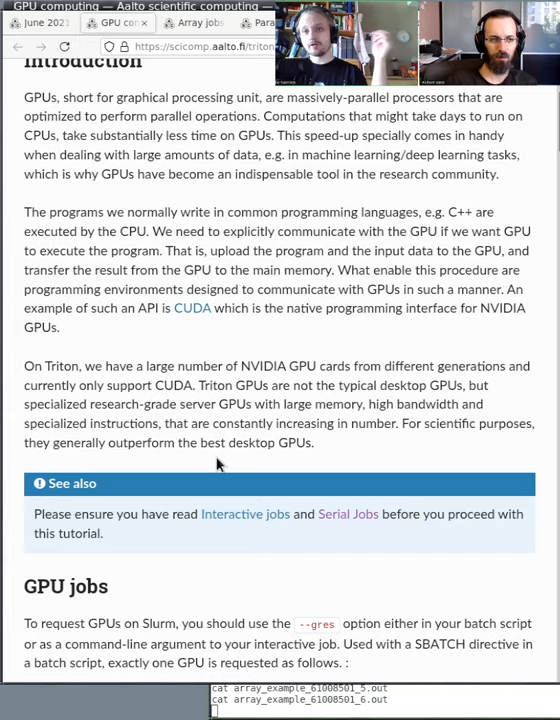 GPU computing — Aalto scientific computing —
June 2021
GPU con
Array jobs
Para
https://scicomp.aalto.fi/triton
Introduction
GPUs, short for graphical processing unit, are massively-parallel processors that are
optimized to perform parallel operations. Computations that might take days to run on
CPUs, take substantially less time on GPUs. This speed-up specially comes in handy
when dealing with large amounts of data, e.g. in machine learning/deep learning tasks,
which is why GPUs have become an indispensable tool in the research community.
The programs we normally write in common programming languages, e.g. C++ are
executed by the CPU. We need to explicitly communicate with the GPU if we want GPU
to execute the program. That is, upload the program and the input data to the GPU, and
transfer the result from the GPU to the main memory. What enable this procedure are
programming environments designed to communicate with GPUs in such a manner. An
example of such an API is CUDA which is the native programming interface for NVIDIA
GPUs.
On Triton, we have a large number of NVIDIA GPU cards from different generations and
currently only support CUDA. Triton GPUs are not the typical desktop GPUs, but
specialized research-grade server GPUs with large memory, high bandwidth and
specialized instructions, that are constantly increasing in number. For scientific purposes,
they generally outperform the best desktop GPUs.
See also
Please ensure you have read Interactive jobs and Serial Jobs before you proceed with
this tutorial.
GPU jobs
To request GPUs on Slurm, you should use the --gres option either in your batch script
or as a command-line argument to your interactive job. Used with a SBATCH directive in
a batch script, exactly one GPU is requested as follows. :
cat array_example_61008501_5.out
cat array_example_61008501_6.out